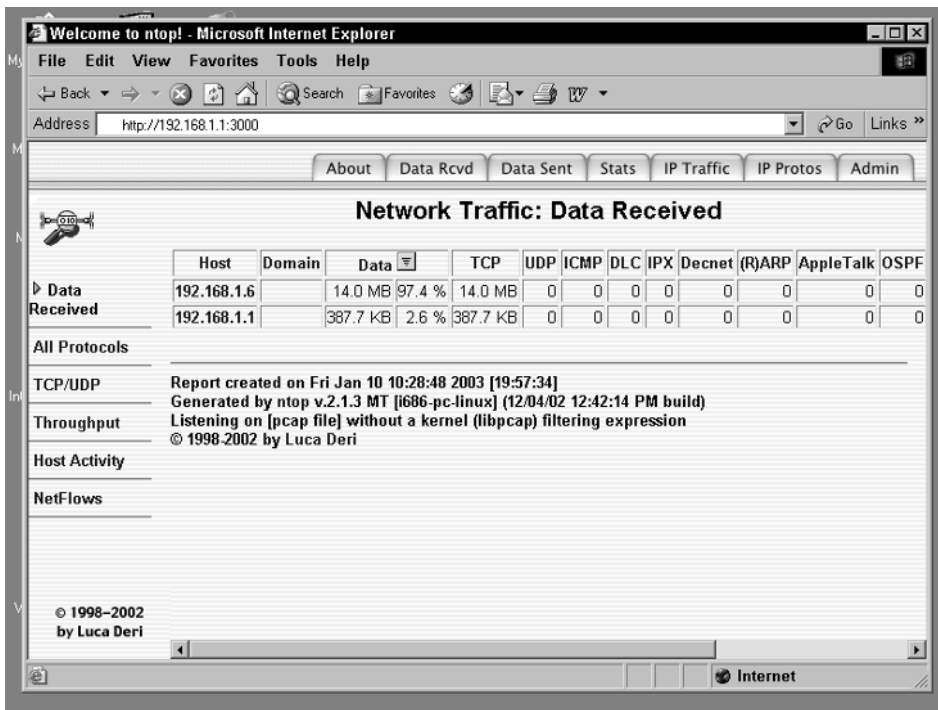 Welcome to ntop! - Microsoft Internet Explorer
File Edit View Favorites Tools Help
Back Search Favorites
Address http://192.168.1.1:3000 Go Links »
About Data Rcvd Data Sent Stats IP Traffic IP Protos Admin
Network Traffic: Data Received
Host Domain Data TCP UDP ICMP DLC IPX Decnet (R)ARP AppleTalk OSPF
192.168.1.6 14.0 MB 97.4 % 14.0 MB 0 0 0 0 0 0 0 0
192.168.1.1 387.7 KB 2.6 % 387.7 KB 0 0 0 0 0 0 0 0
Data
Received
All Protocols
TCP/UDP
Throughput
Host Activity
NetFlows
Report created on Fri Jan 10 10:28:48 2003 [19:57:34]
Generated by ntop v.2.1.3 MT [i686-pc-linux] (12/04/02 12:42:14 PM build)
Listening on [pcap file] without a kernel (libpcap) filtering expression
© 1998-2002 by Luca Deri
© 1998–2002
by Luca Deri
Internet